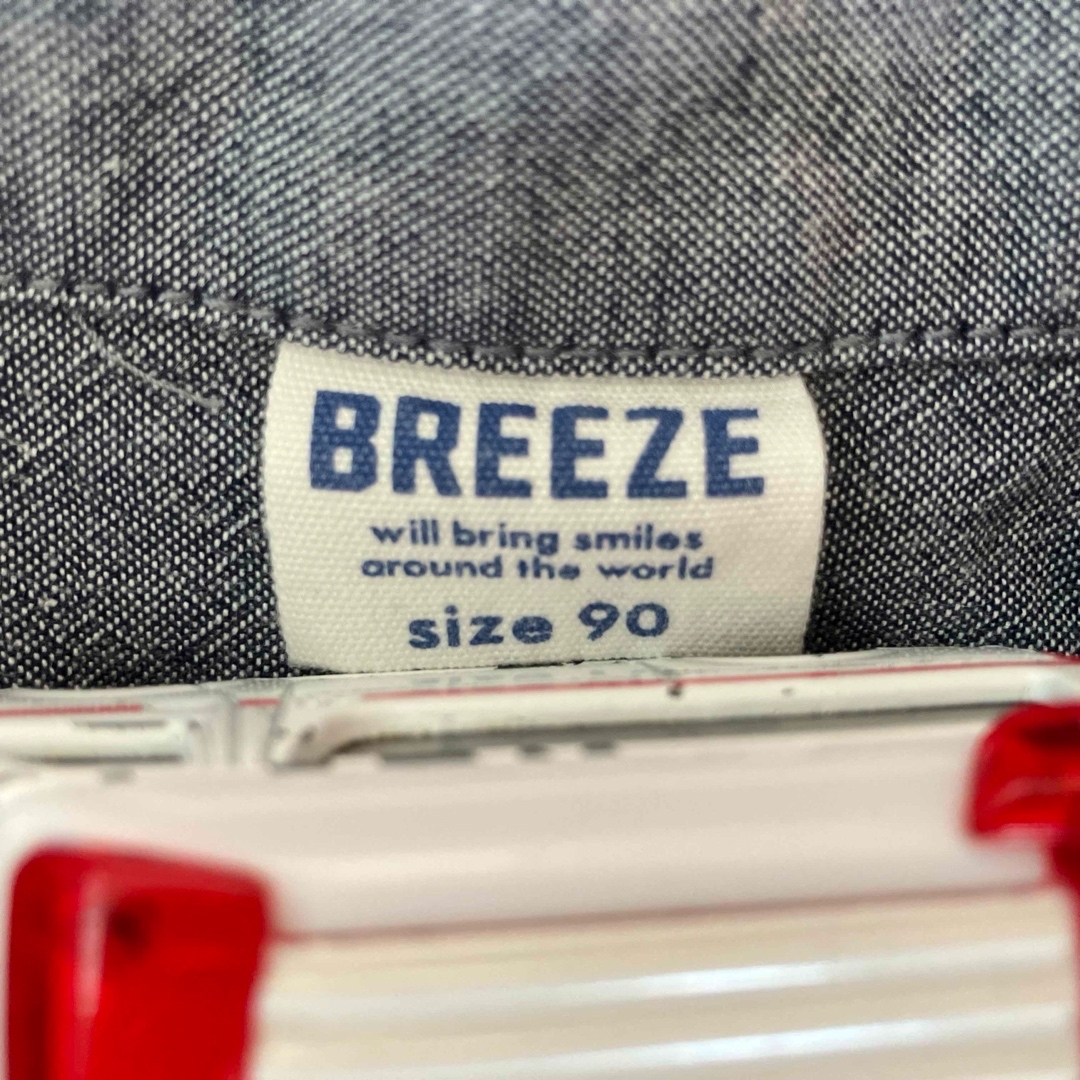 BREEZE
will bring smiles
around the world
size 90